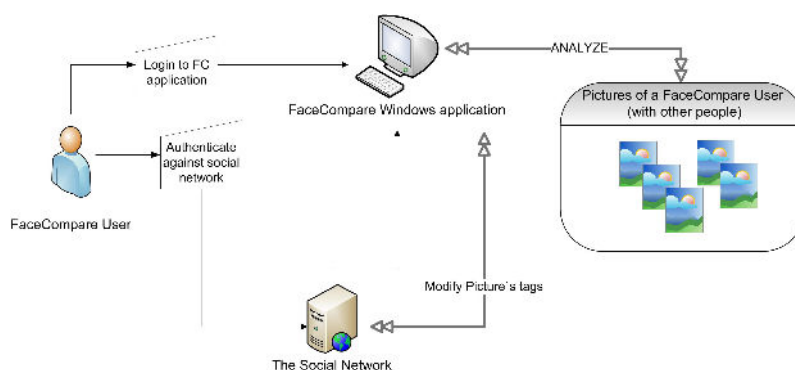 Login to FC
application
ANALYZE
FaceCompare Windows application
Pictures of a FaceCompare User
(with other people)
Authenticate
against social
network
FaceCompare User
Modify Picture`s tags
The Social Network